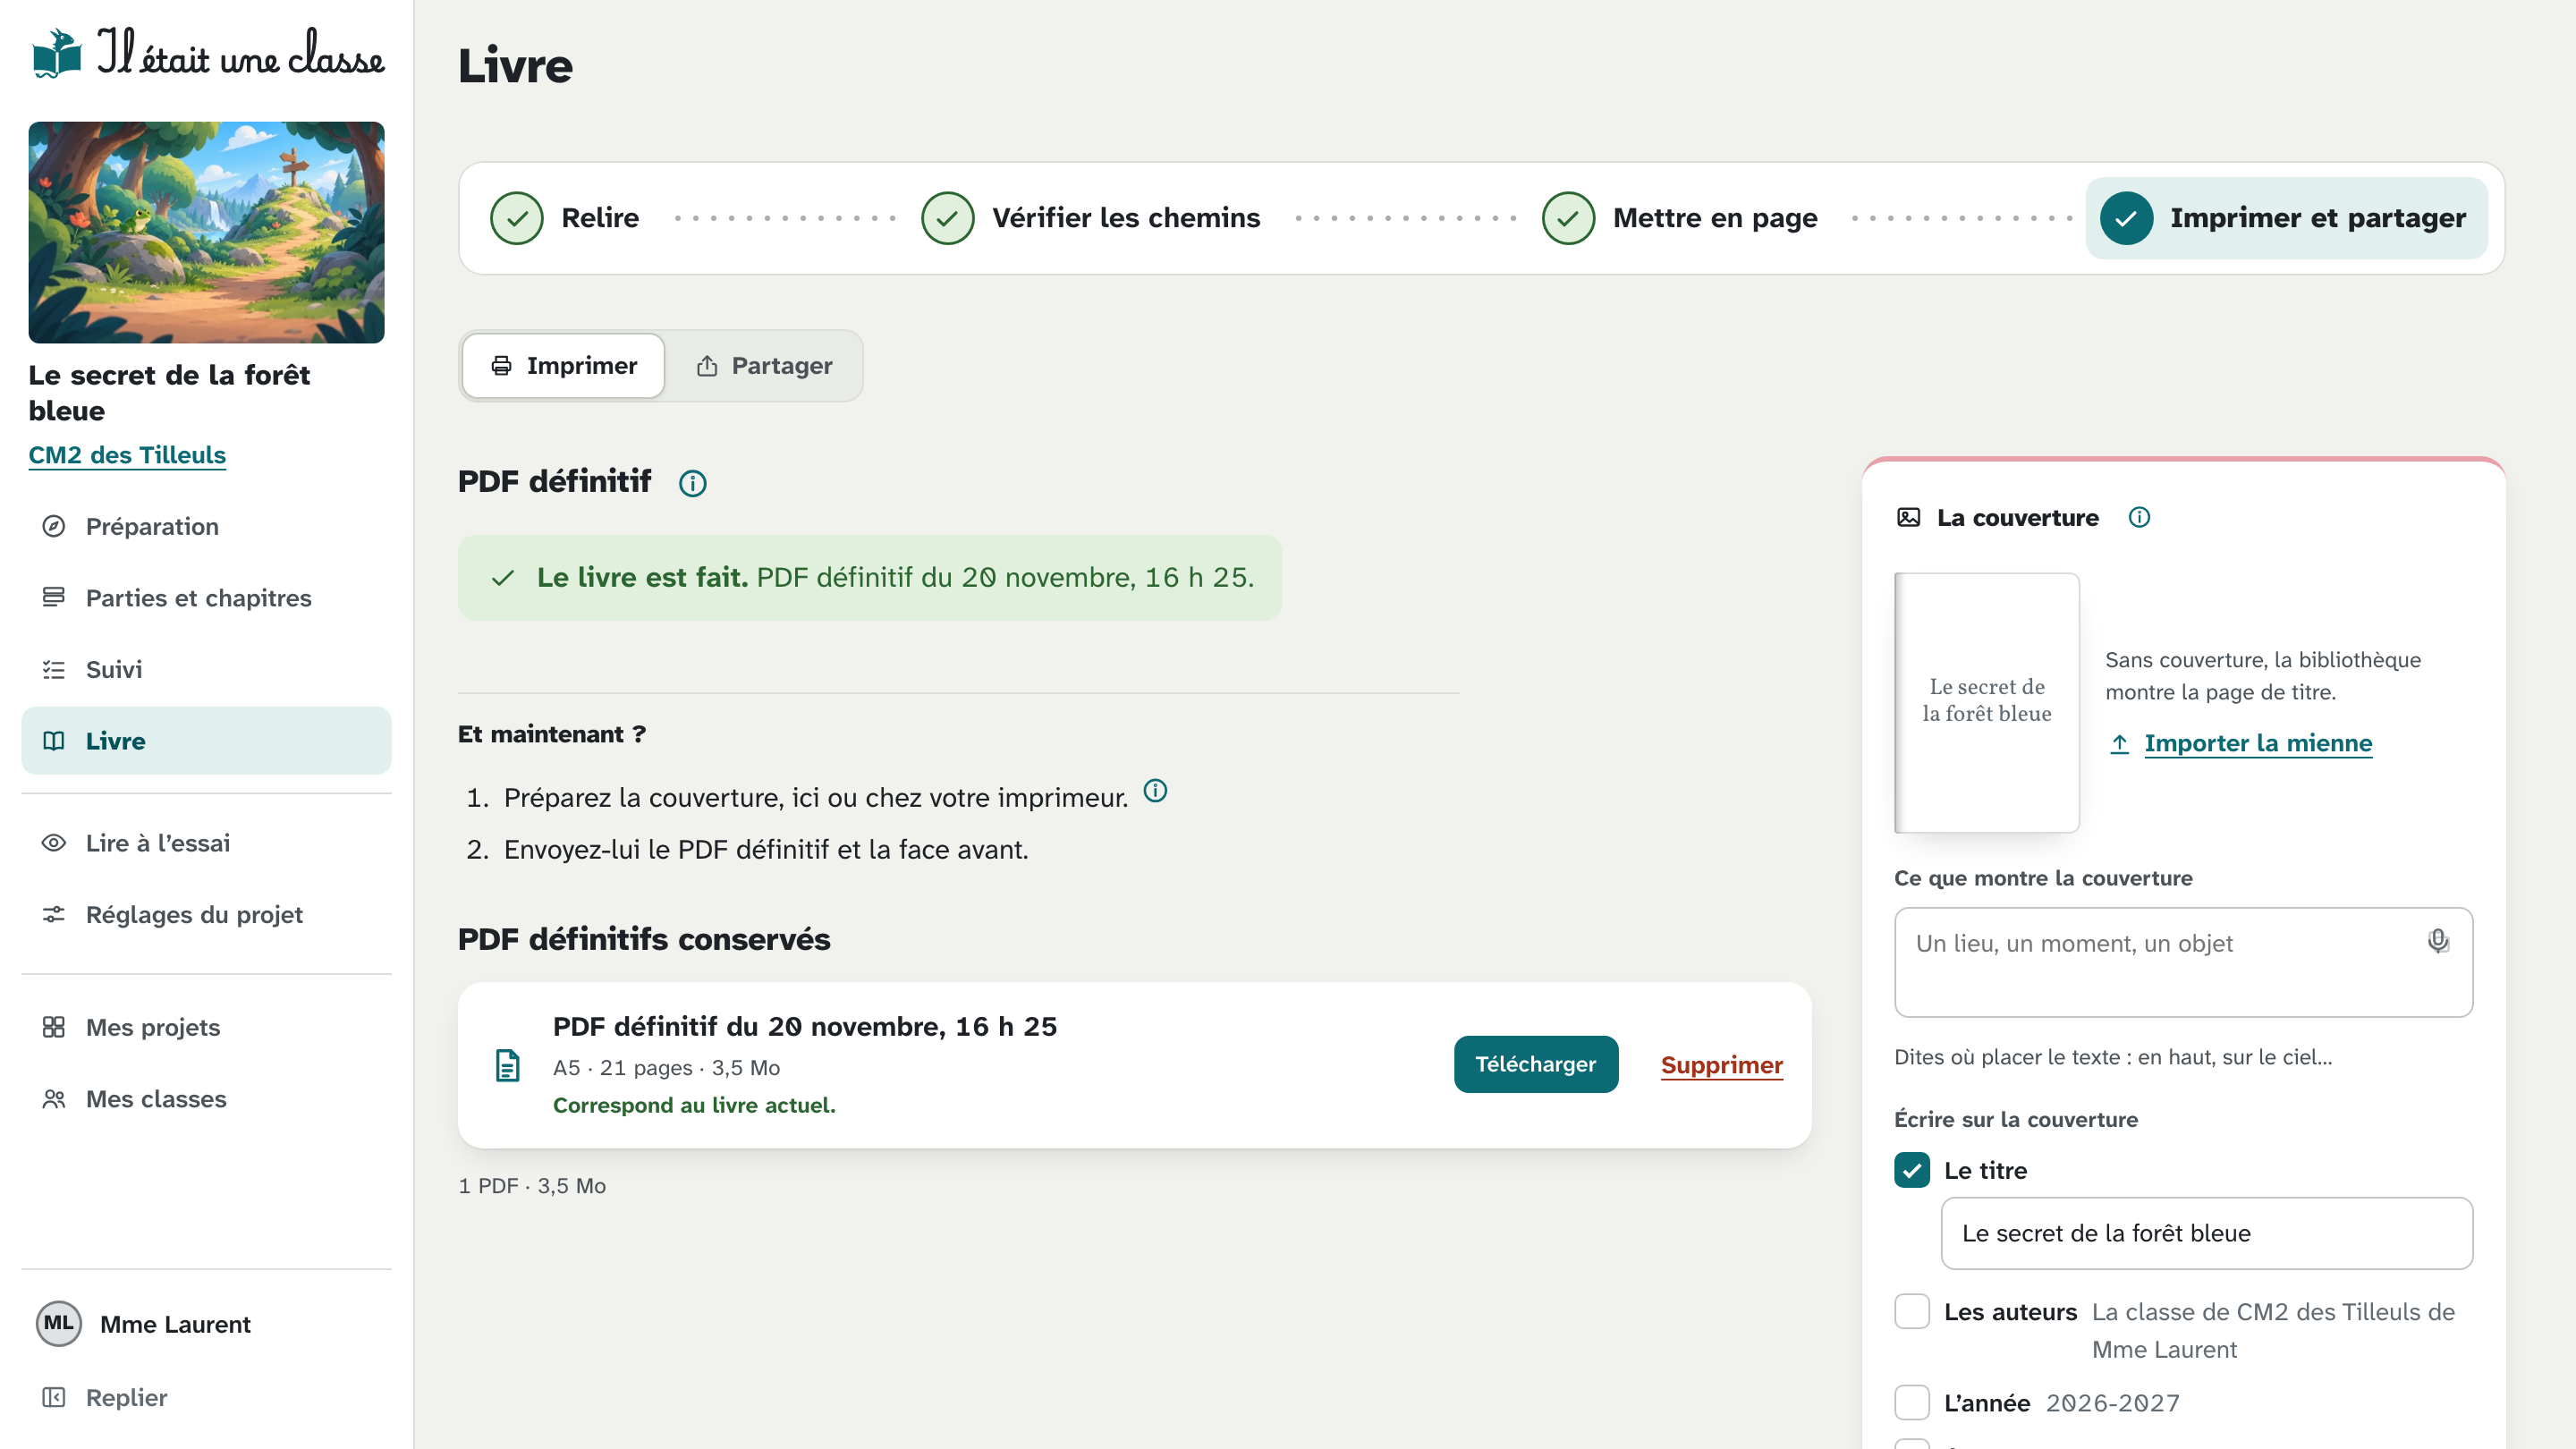 Il était une classe
Le secret de la forêt
bleue
CM2 des Tilleuls
Préparation
Parties et chapitres
Suivi
Livre
Lire à l’essai
Réglages du projet
Mes projets
Mes classes
ML Mme Laurent
Replier
Livre
Relire
Vérifier les chemins
Mettre en page
Imprimer et partager
Imprimer
Partager
PDF définitif
Le livre est fait. PDF définitif du 20 novembre, 16 h 25.
Et maintenant ?
1. Préparez la couverture, ici ou chez votre imprimeur.
2. Envoyez-lui le PDF définitif et la face avant.
PDF définitifs conservés
PDF définitif du 20 novembre, 16 h 25
A5 · 21 pages · 3,5 Mo
Correspond au livre actuel.
Télécharger
Supprimer
1 PDF · 3,5 Mo
La couverture
Le secret de
la forêt bleue
Sans couverture, la bibliothèque
montre la page de titre.
Importer la mienne
Ce que montre la couverture
Un lieu, un moment, un objet
Dites où placer le texte : en haut, sur le ciel…
Écrire sur la couverture
Le titre
Le secret de la forêt bleue
Les auteurs La classe de CM2 des Tilleuls de
Mme Laurent
L’année 2026-2027